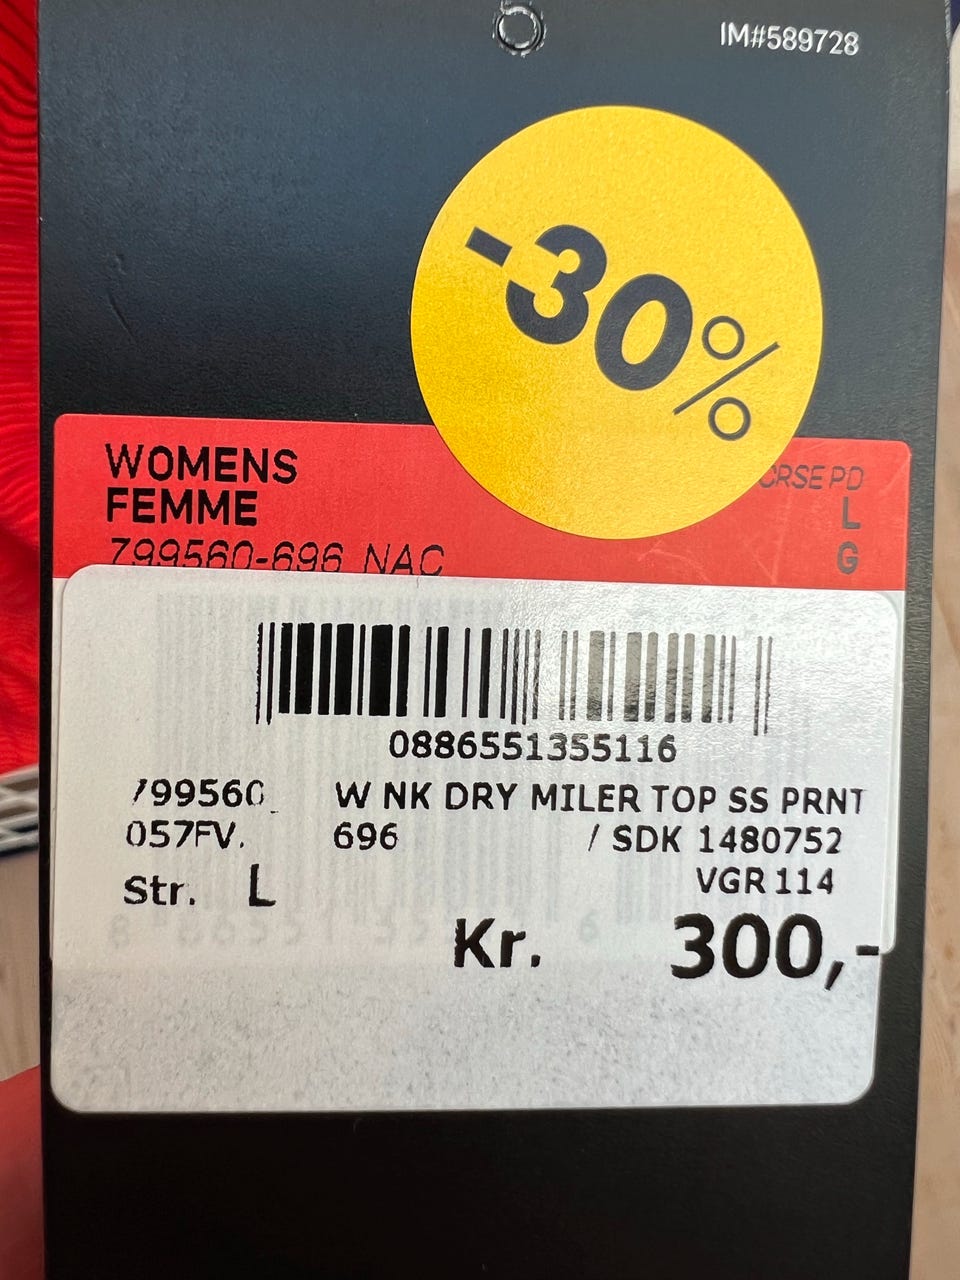 IM#589728
-30%
WOMENS
FEMME
CRSE PD
L
G
799560-696 NAC
0886551355116
799560 W NK DRY MILER TOP SS PRNT
057FV. 696 / SDK 1480752
VGR 114
Str. L
Kr. 300,-